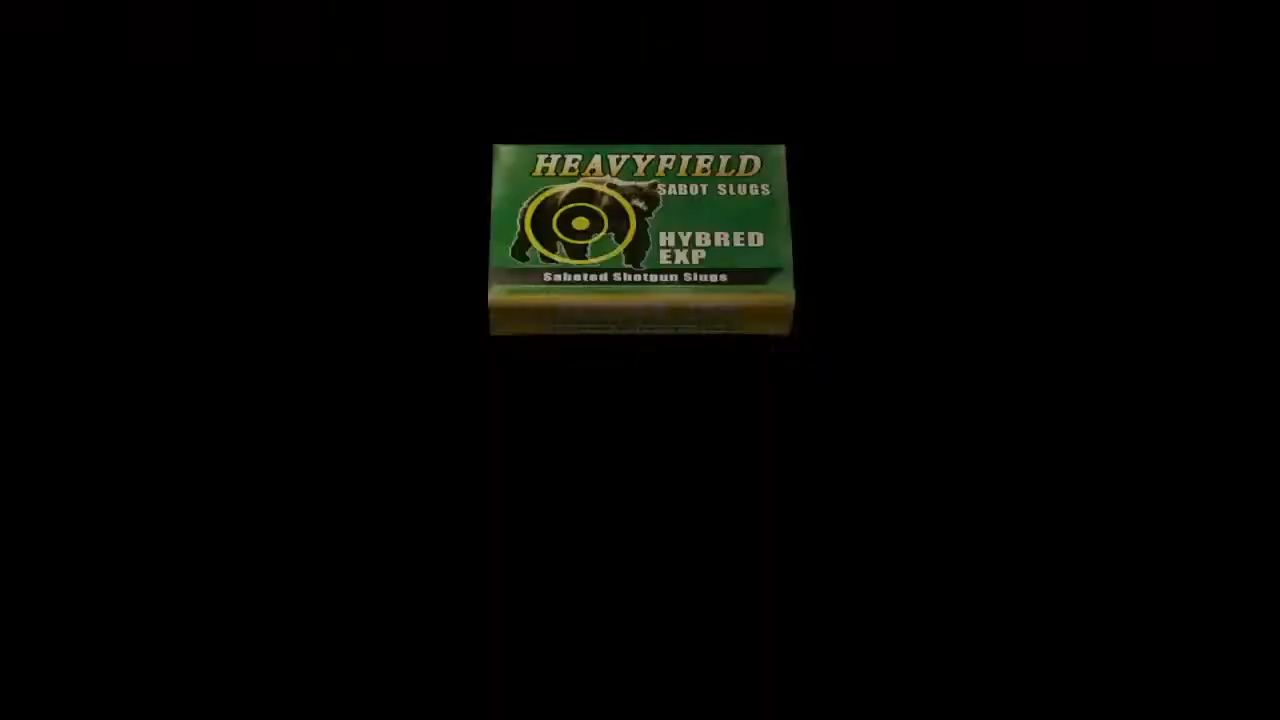 HEAVYFIELD
SABOT SLUGS
HYBRED
EXP
Saboted Shotgun Slugs